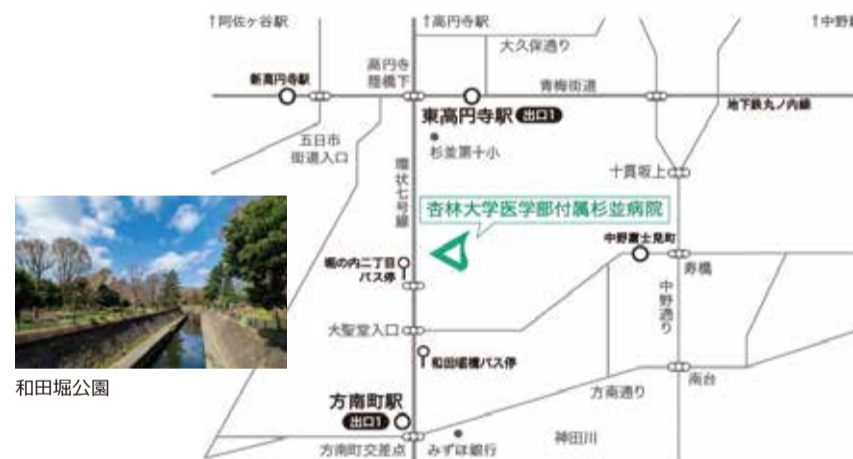 ↑阿佐ヶ谷駅
↑高円寺駅
↑中野駅
大久保通り
高円寺
陸橋下
新高円寺駅
青梅街道
地下鉄丸ノ内線
東高円寺駅 出口1
五日市
街道入口
杉並第十小
環状七号線
十貫坂上
杏林大学医学部付属杉並病院
中野富士見町
堀の内二丁目
バス停
寿橋
中野通り
大聖堂入口
和田堀橋バス停
和田堀公園
南台
方南通り
方南町駅
出口1
神田川
方南町交差点
みずほ銀行